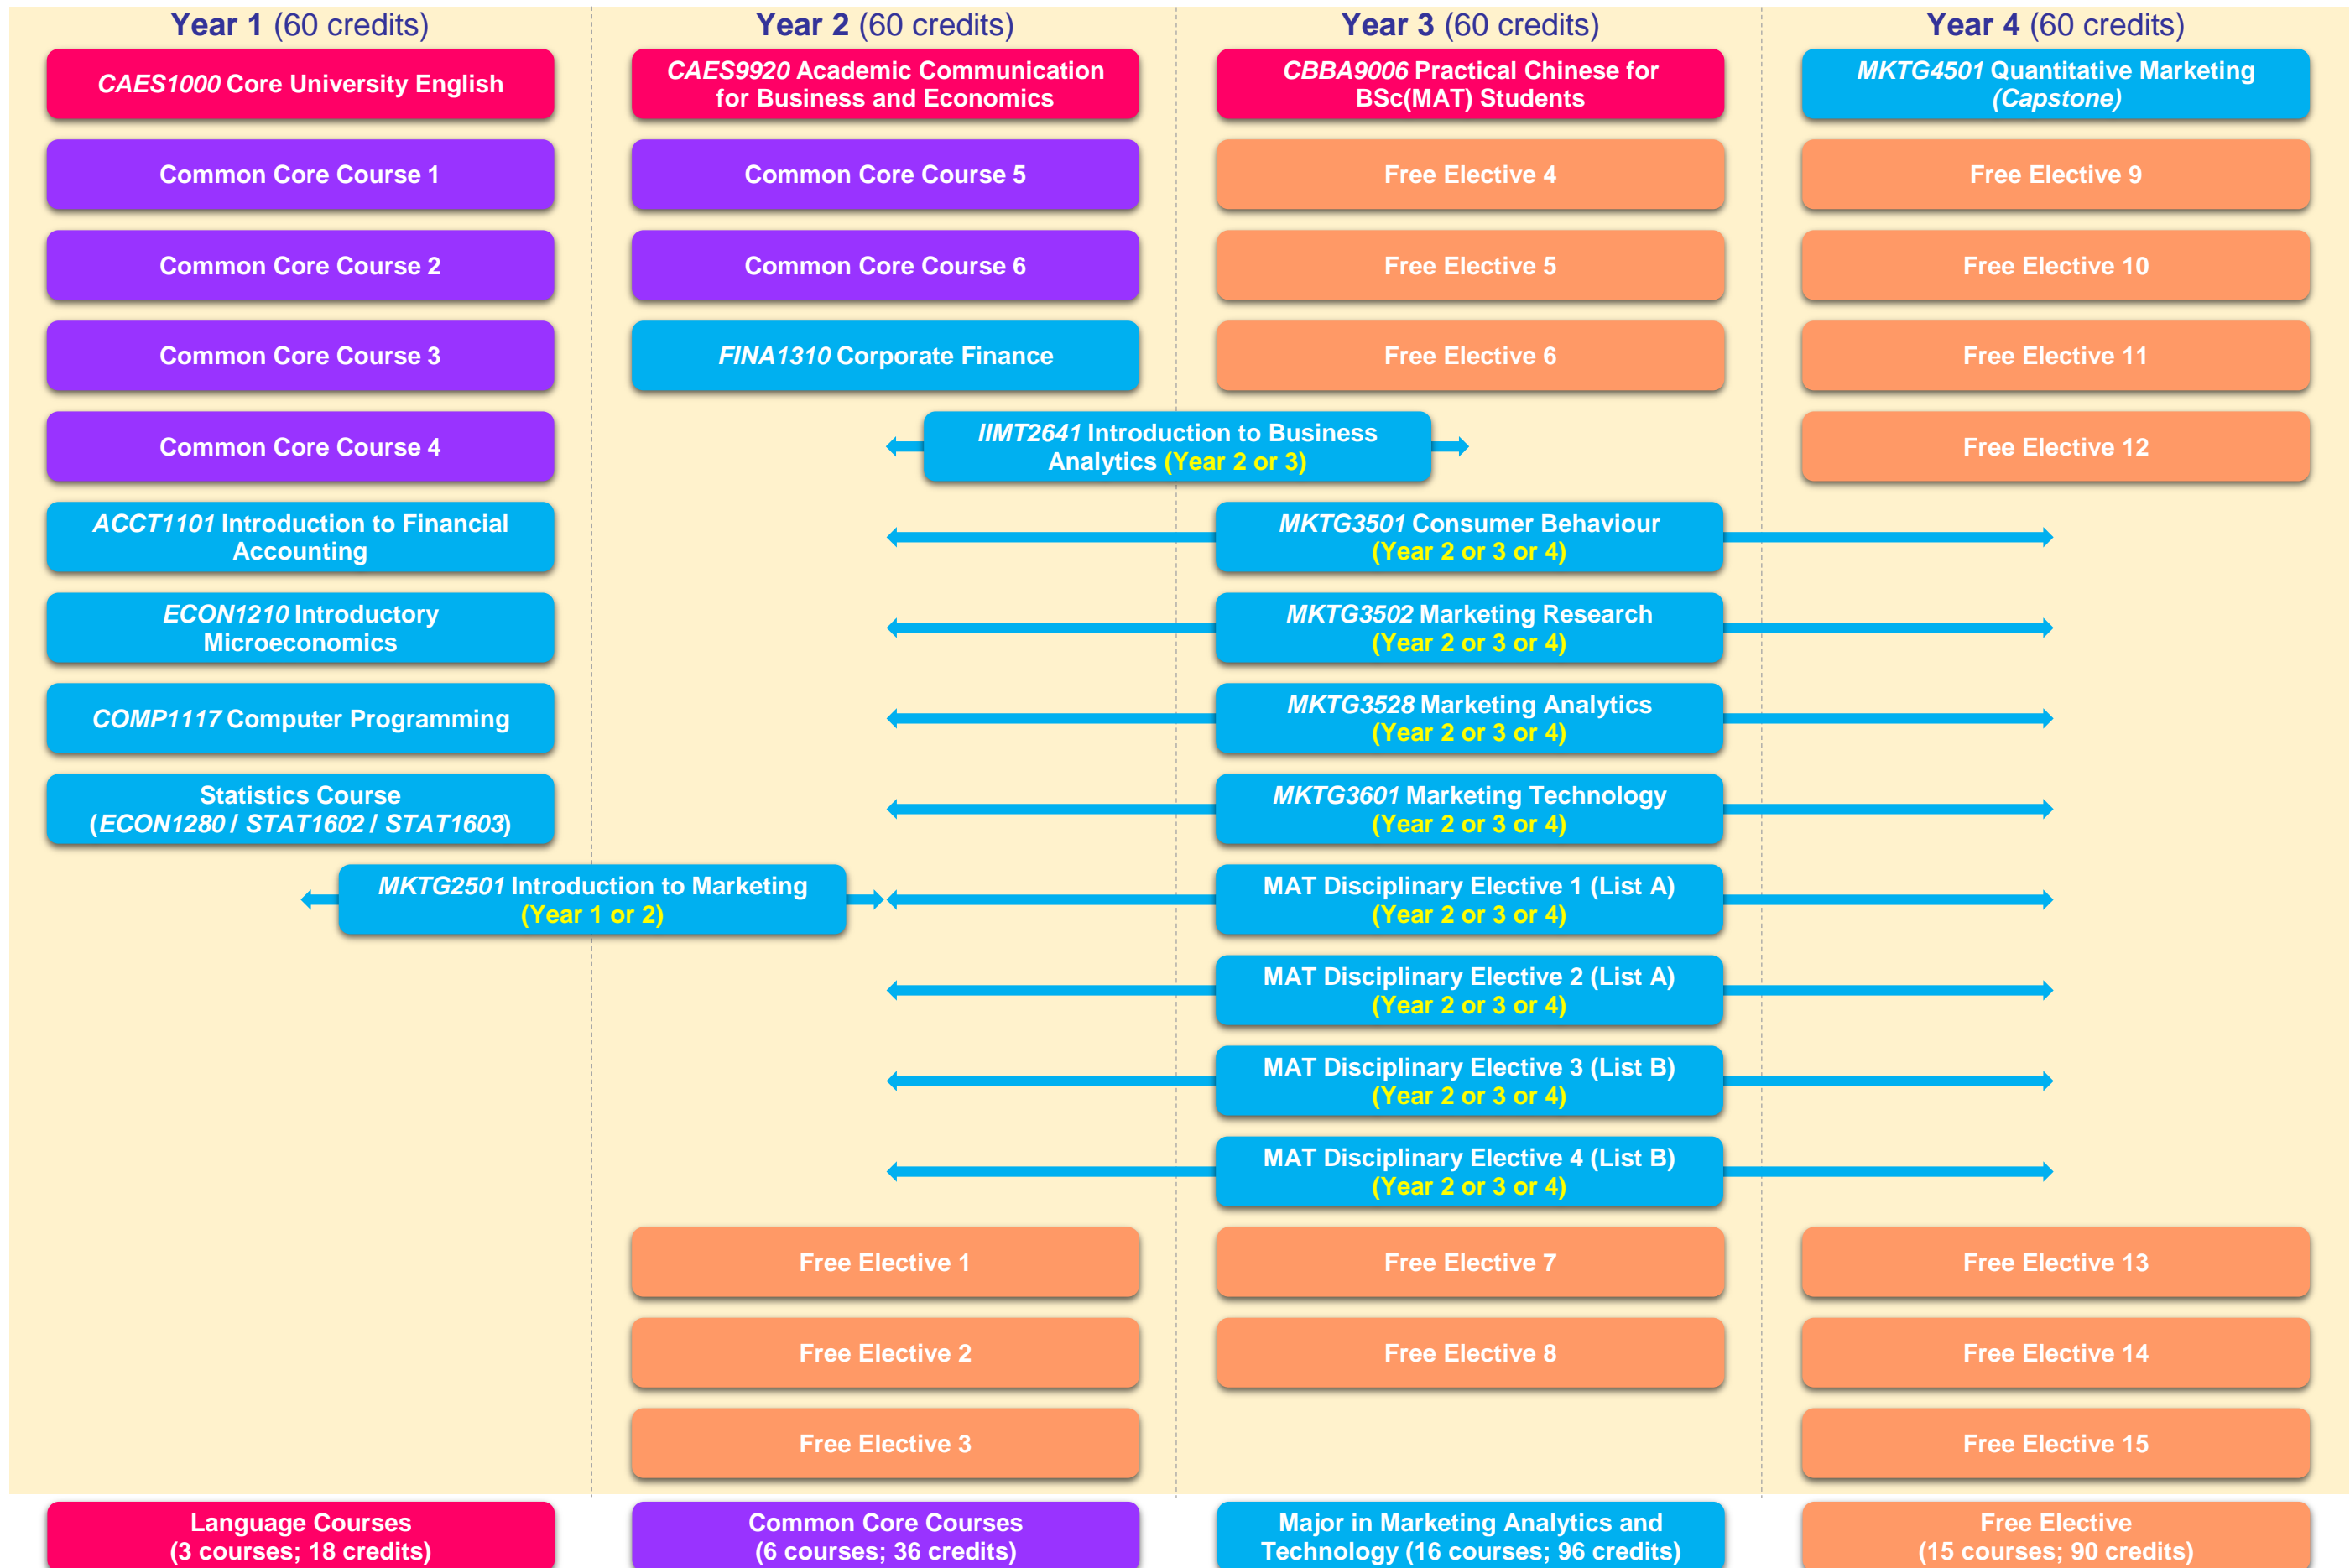 Year 1 (60 credits)
Year 2 (60 credits)
Year 3 (60 credits)
Year 4 (60 credits)
CAES1000 Core University English
CAES9920 Academic Communication
for Business and Economics
CBBA9006 Practical Chinese for
BSc(MAT) Students
MKTG4501 Quantitative Marketing
(Capstone)
Common Core Course 1
Common Core Course 5
Free Elective 4
Free Elective 9
Common Core Course 2
Common Core Course 6
Free Elective 5
Free Elective 10
Common Core Course 3
FINA1310 Corporate Finance
Free Elective 6
Free Elective 11
Common Core Course 4
IIMT2641 Introduction to Business
Analytics (Year 2 or 3)
Free Elective 12
ACCT1101 Introduction to Financial
Accounting
MKTG3501 Consumer Behaviour
(Year 2 or 3 or 4)
ECON1210 Introductory
Microeconomics
MKTG3502 Marketing Research
(Year 2 or 3 or 4)
COMP1117 Computer Programming
MKTG3528 Marketing Analytics
(Year 2 or 3 or 4)
Statistics Course
(ECON1280 / STAT1602 / STAT1603)
MKTG3601 Marketing Technology
(Year 2 or 3 or 4)
MKTG2501 Introduction to Marketing
(Year 1 or 2)
MAT Disciplinary Elective 1 (List A)
(Year 2 or 3 or 4)
MAT Disciplinary Elective 2 (List A)
(Year 2 or 3 or 4)
MAT Disciplinary Elective 3 (List B)
(Year 2 or 3 or 4)
MAT Disciplinary Elective 4 (List B)
(Year 2 or 3 or 4)
Free Elective 1
Free Elective 7
Free Elective 13
Free Elective 2
Free Elective 8
Free Elective 14
Free Elective 3
Free Elective 15
Language Courses
(3 courses; 18 credits)
Common Core Courses
(6 courses; 36 credits)
Major in Marketing Analytics and
Technology (16 courses; 96 credits)
Free Elective
(15 courses; 90 credits)